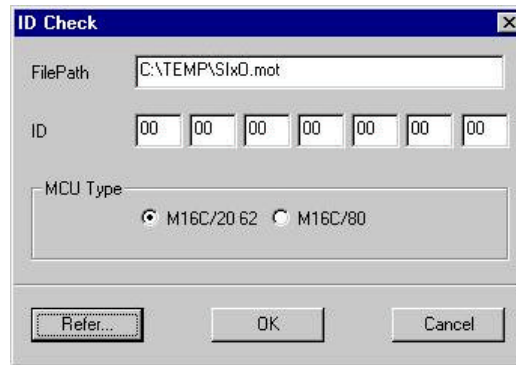 ID Check
FilePath C:\TEMP\SIxO.mot
ID 00 00 00 00 00 00 00
MCU Type
M16C/20 62 M16C/80
Refer... OK Cancel